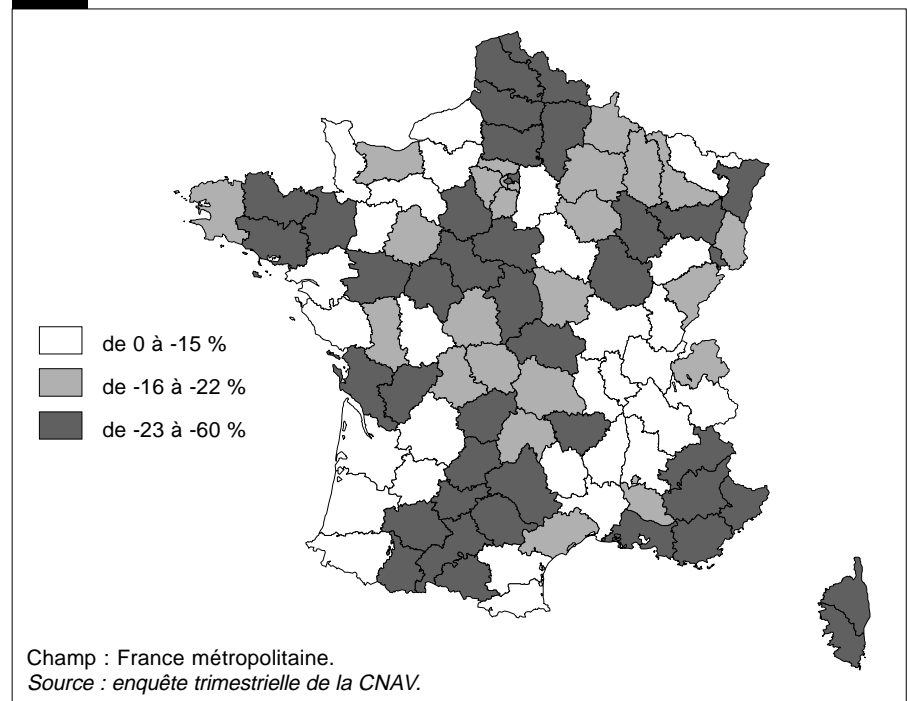 de 0 à -15 %
de -16 à -22 %
de -23 à -60 %
Champ : France métropolitaine.
Source : enquête trimestrielle de la CNAV.